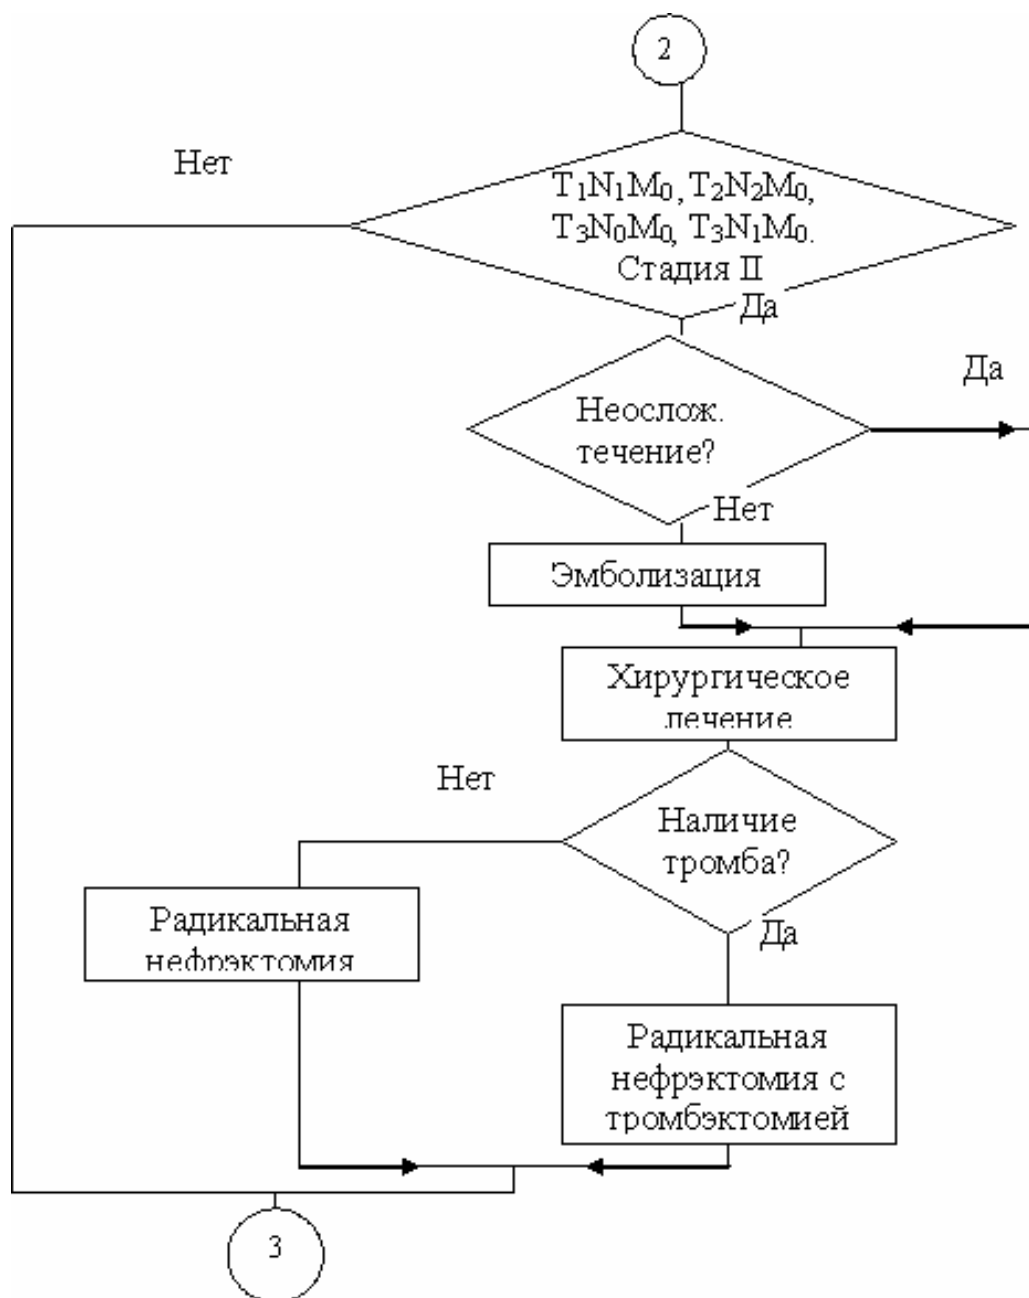 2
Нет
T₁N₁M₀, T₂N₂M₀,
T₃N₀M₀, T₃N₁M₀.
Стадия II
Да
Да
Неослож.
течение?
Нет
Эмболизация
Хирургическое
лечение
Нет
Наличие
тромба?
Радикальная
нефрэктомия
Да
Радикальная
нефрэктомия с
тромбэктомией
3